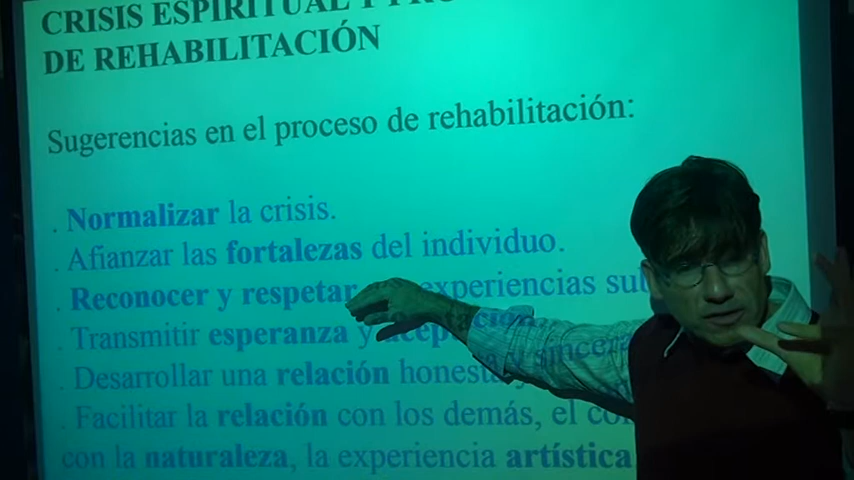 CRISIS ESPIRITUAL Y
DE REHABILITACIÓN
Sugerencias en el proceso de rehabilitación:
. Normalizar la crisis.
. Afianzar las fortalezas del individuo.
. Reconocer y respetar experiencias
. Transmitir esperanza y aceptación.
. Desarrollar una relación honesta y sincera
. Facilitar la relación con los demás, el
con la naturaleza, la experiencia artística